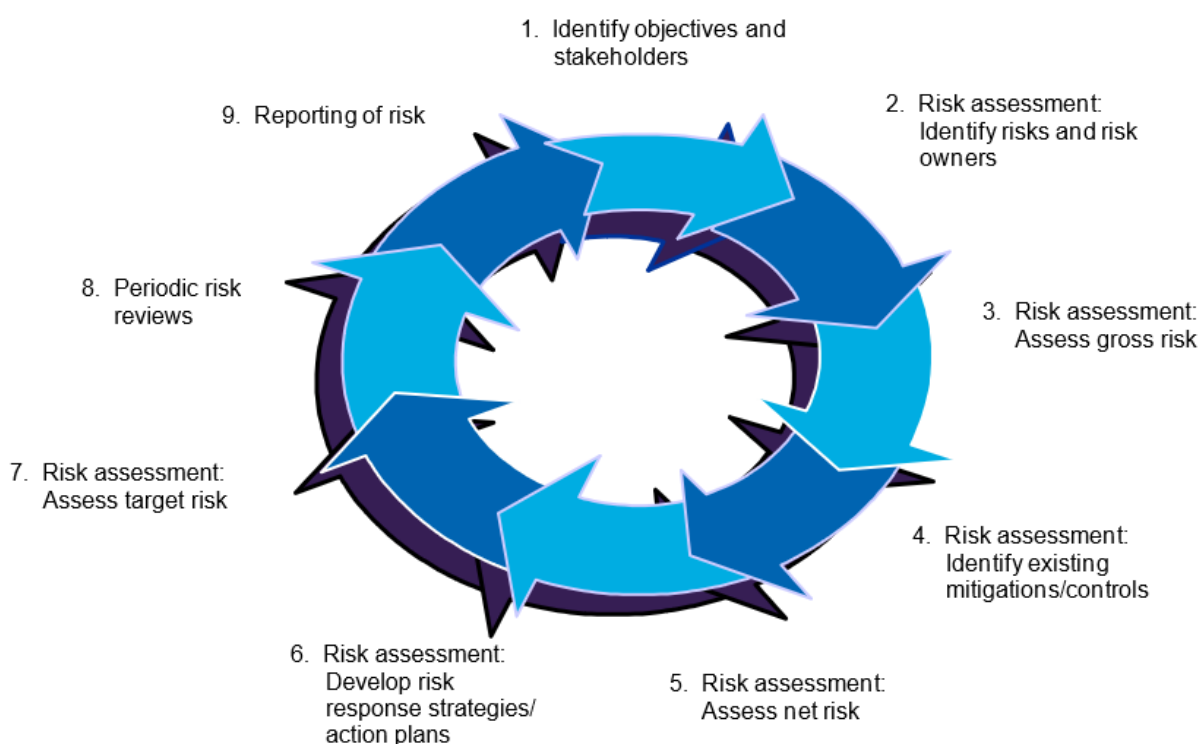 1. Identify objectives and
stakeholders
2. Risk assessment:
Identify risks and risk
owners
3. Risk assessment:
Assess gross risk
4. Risk assessment:
Identify existing
mitigations/controls
5. Risk assessment:
Assess net risk
6. Risk assessment:
Develop risk
response strategies/
action plans
7. Risk assessment:
Assess target risk
8. Periodic risk
reviews
9. Reporting of risk